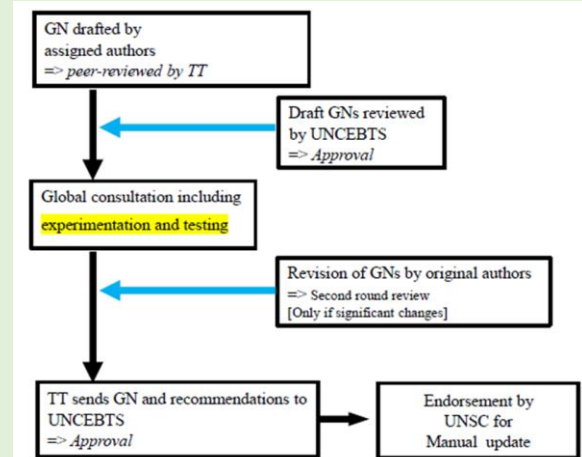 GN drafted by
assigned authors
=> peer-reviewed by TT
Draft GNs reviewed
by UNCEBTS
=> Approval
Global consultation including
experimentation and testing
Revision of GNs by original authors
=> Second round review
[Only if significant changes]
TT sends GN and recommendations to
UNCEBTS
=> Approval
Endorsement by
UNSC for
Manual update